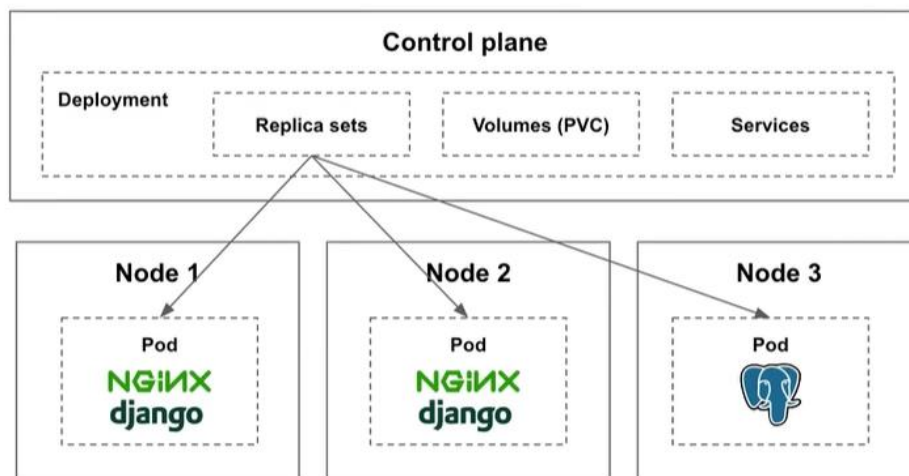 Control plane
Deployment
Replica sets
Volumes (PVC)
Services
Node 1
Node 2
Node 3
Pod
NGiNX
django
Pod
NGiNX
django
Pod